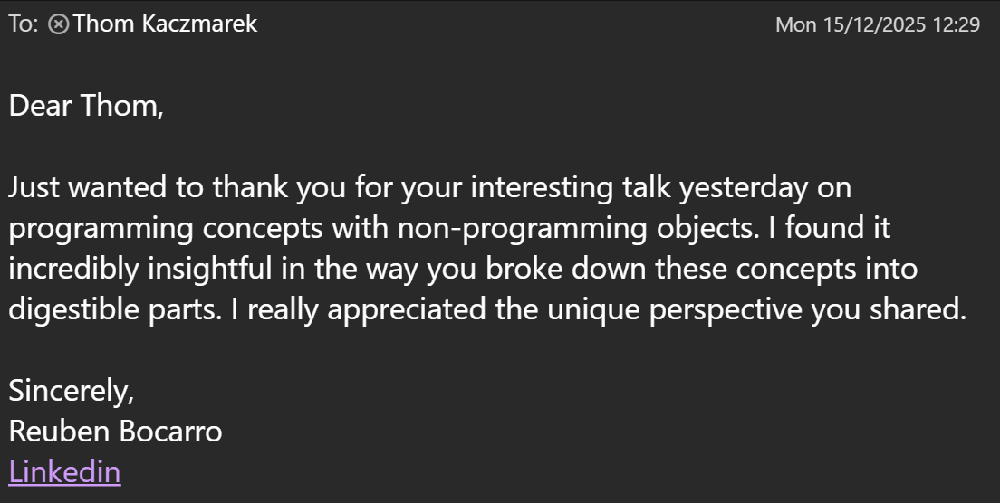 To: Thom Kaczmarek
Mon 15/12/2025 12:29
Dear Thom,
Just wanted to thank you for your interesting talk yesterday on
programming concepts with non-programming objects. I found it
incredibly insightful in the way you broke down these concepts into
digestible parts. I really appreciated the unique perspective you shared.
Sincerely,
Reuben Bocarro
Linkedin